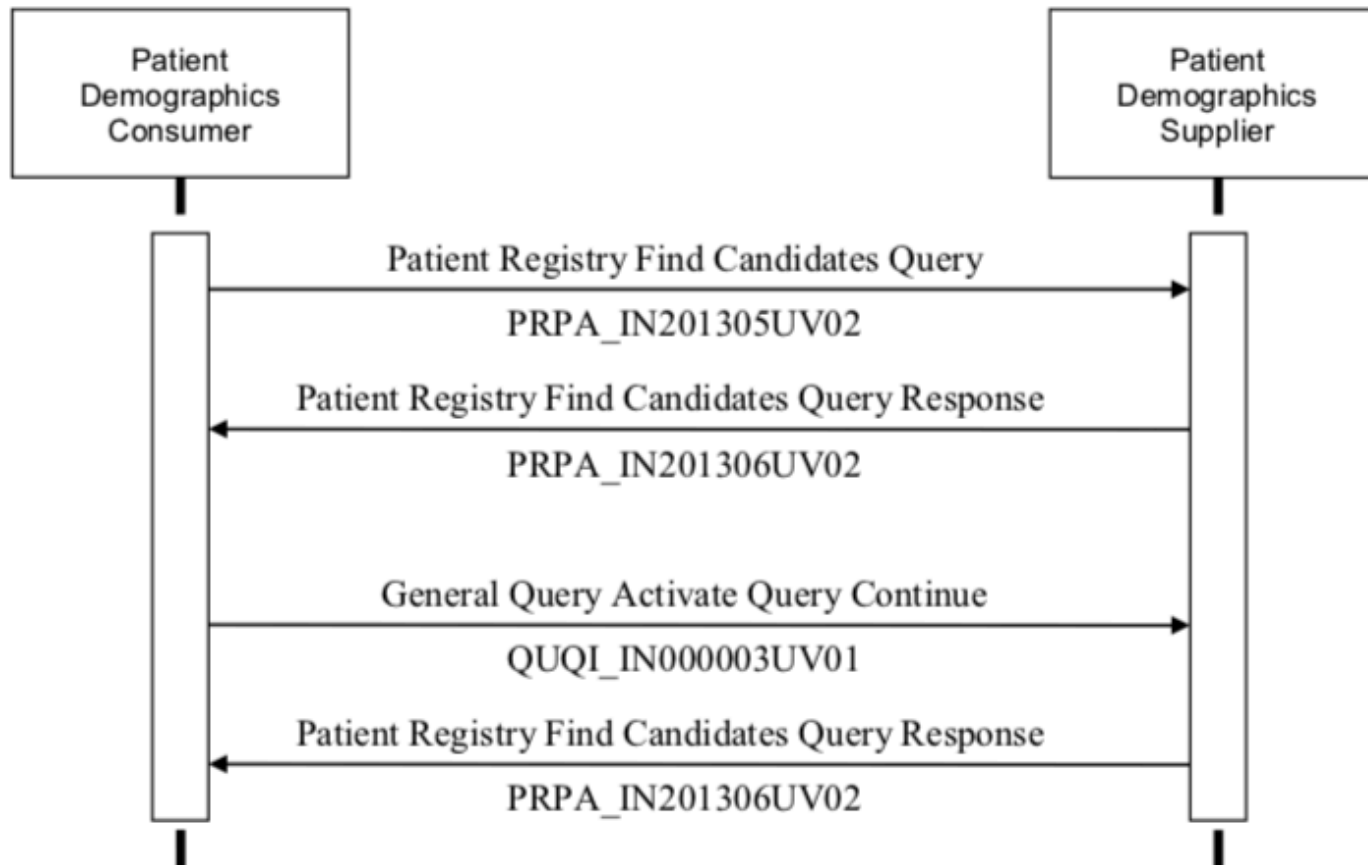 Patient
Demographics
Consumer
Patient
Demographics
Supplier
Patient Registry Find Candidates Query
PRPA_IN201305UV02
Patient Registry Find Candidates Query Response
PRPA_IN201306UV02
General Query Activate Query Continue
QUQI_IN000003UV01
Patient Registry Find Candidates Query Response
PRPA_IN201306UV02